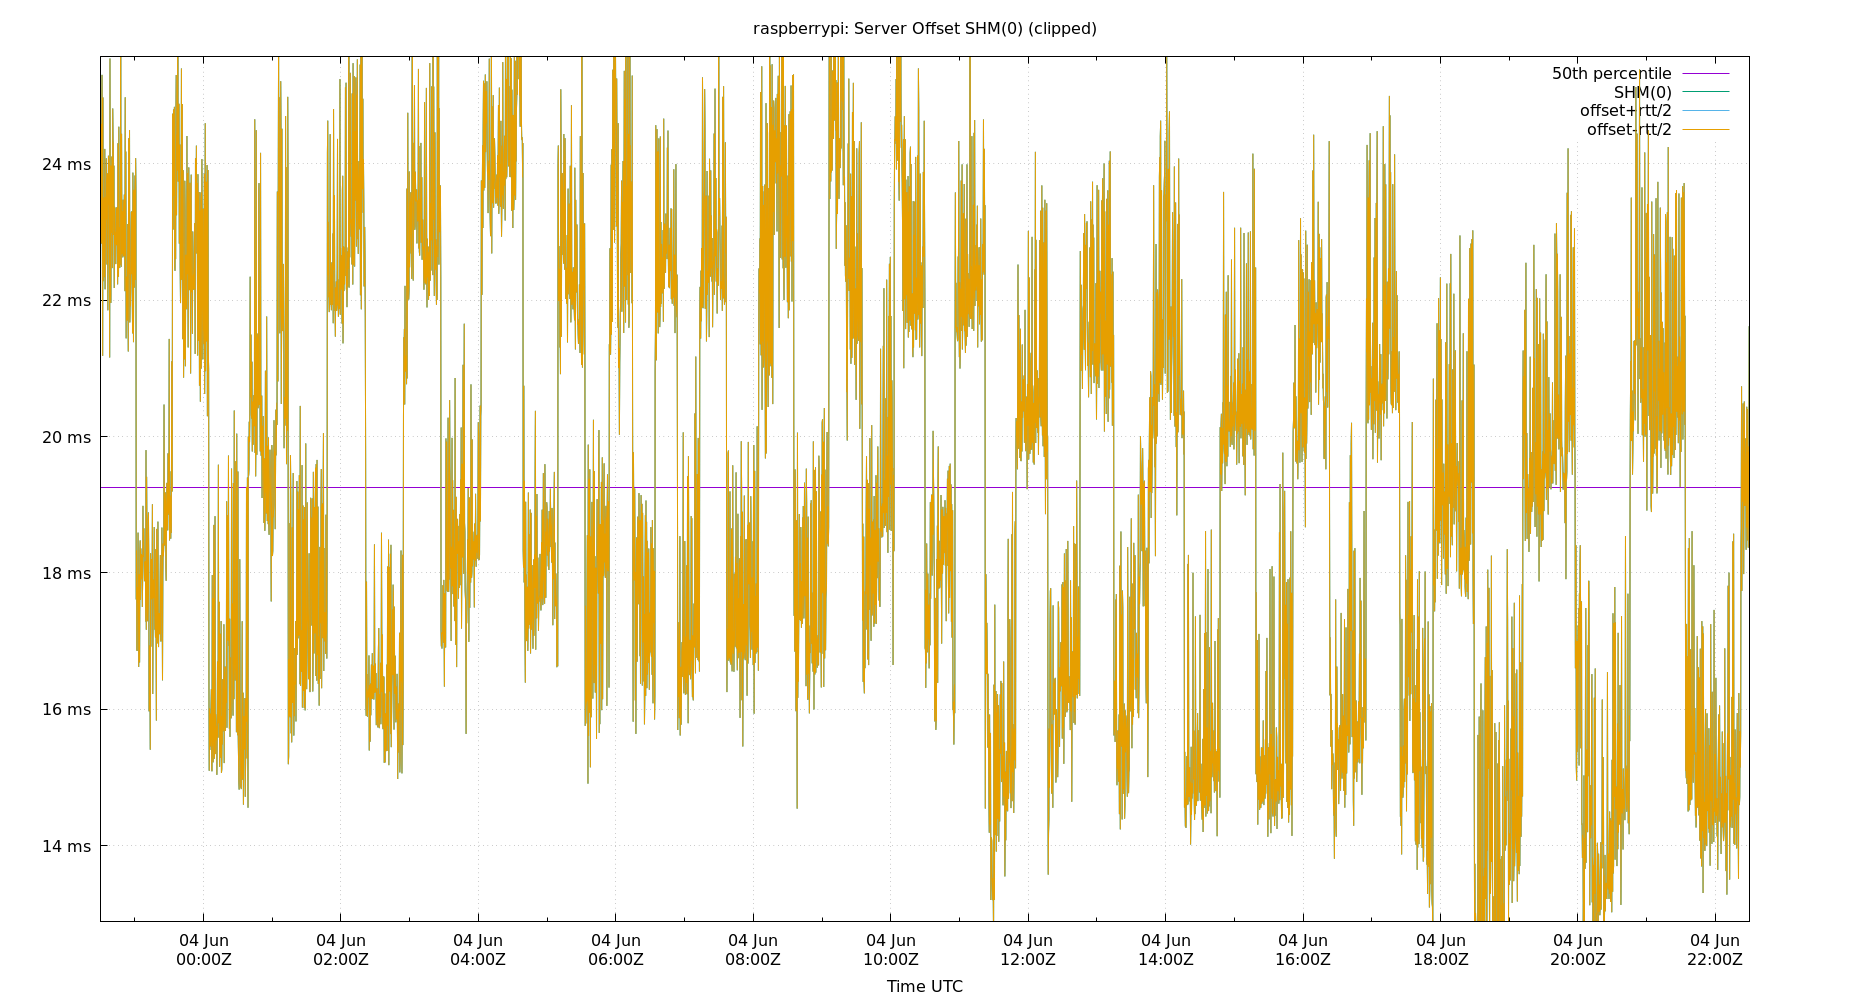 raspberrypi: Server Offset SHM(0) (clipped)
50th percentile
SHM(0)
offset+rtt/2
offset-rtt/2
24 ms
22 ms
20 ms
18 ms
16 ms
14 ms
04 Jun 04 Jun 04 Jun 04 Jun 04 Jun 04 Jun 04 Jun 04 Jun 04 Jun 04 Jun 04 Jun 04 Jun
00:00Z 02:00Z 04:00Z 06:00Z 08:00Z 10:00Z 12:00Z 14:00Z 16:00Z 18:00Z 20:00Z 22:00Z
Time UTC